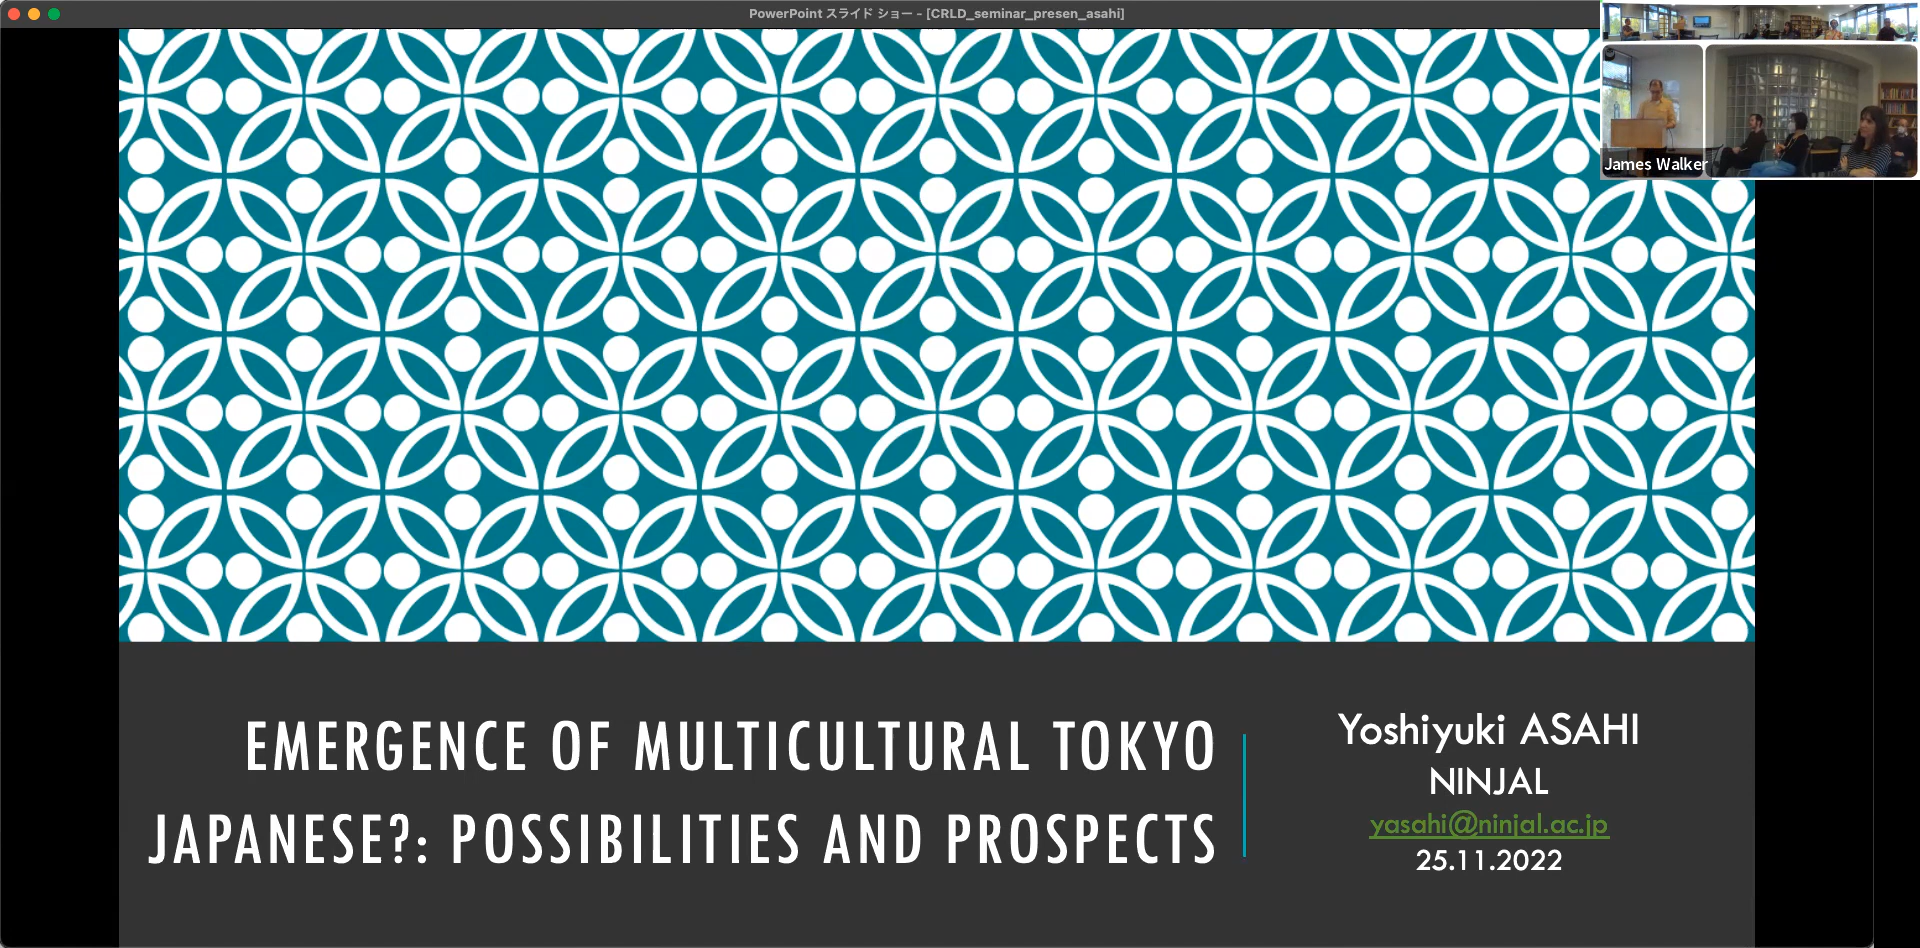 PowerPoint スライド ショー - [CRLD_seminar_presen_asahi]
James Walker
EMERGENCE OF MULTICULTURAL TOKYO
JAPANESE?: POSSIBILITIES AND PROSPECTS
Yoshiyuki ASAHI
NINJAL
yasahi@ninjal.ac.jp
25.11.2022